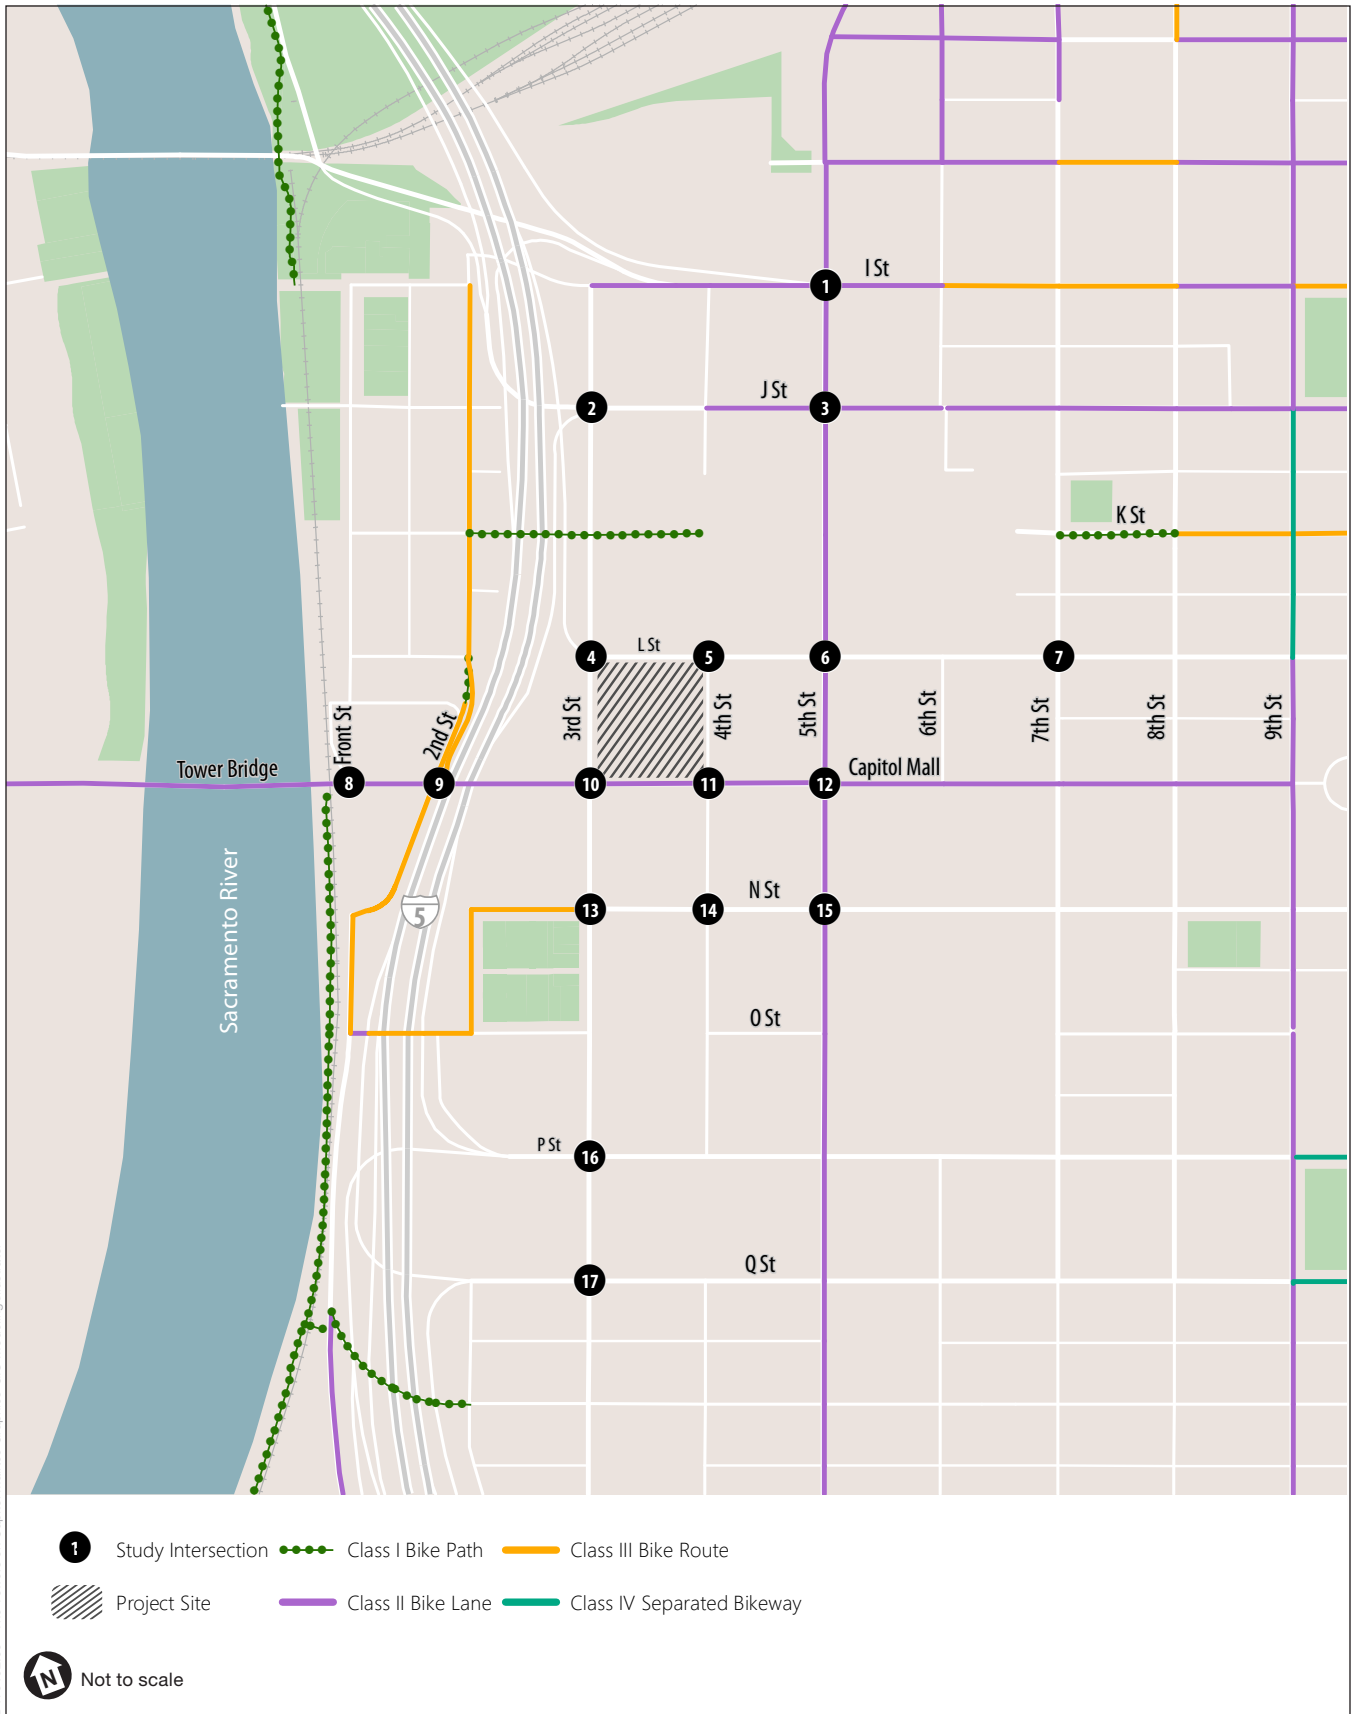 I St
1
J St
2
3
K St
L St
4
5
6
7
3rd St
4th St
5th St
6th St
7th St
8th St
9th St
Front St
2nd St
Tower Bridge
Capitol Mall
8
9
10
11
12
Sacramento River
5
N St
13
14
15
O St
P St
16
Q St
17
1 Study Intersection
Class I Bike Path
Class III Bike Route
Project Site
Class II Bike Lane
Class IV Separated Bikeway
N Not to scale